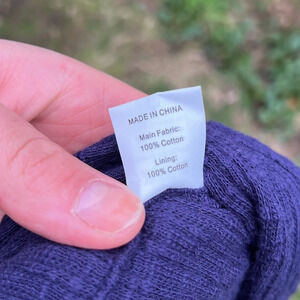 MADE IN CHINA
Main Fabric:
100% Cotton
Lining:
100% Cotton